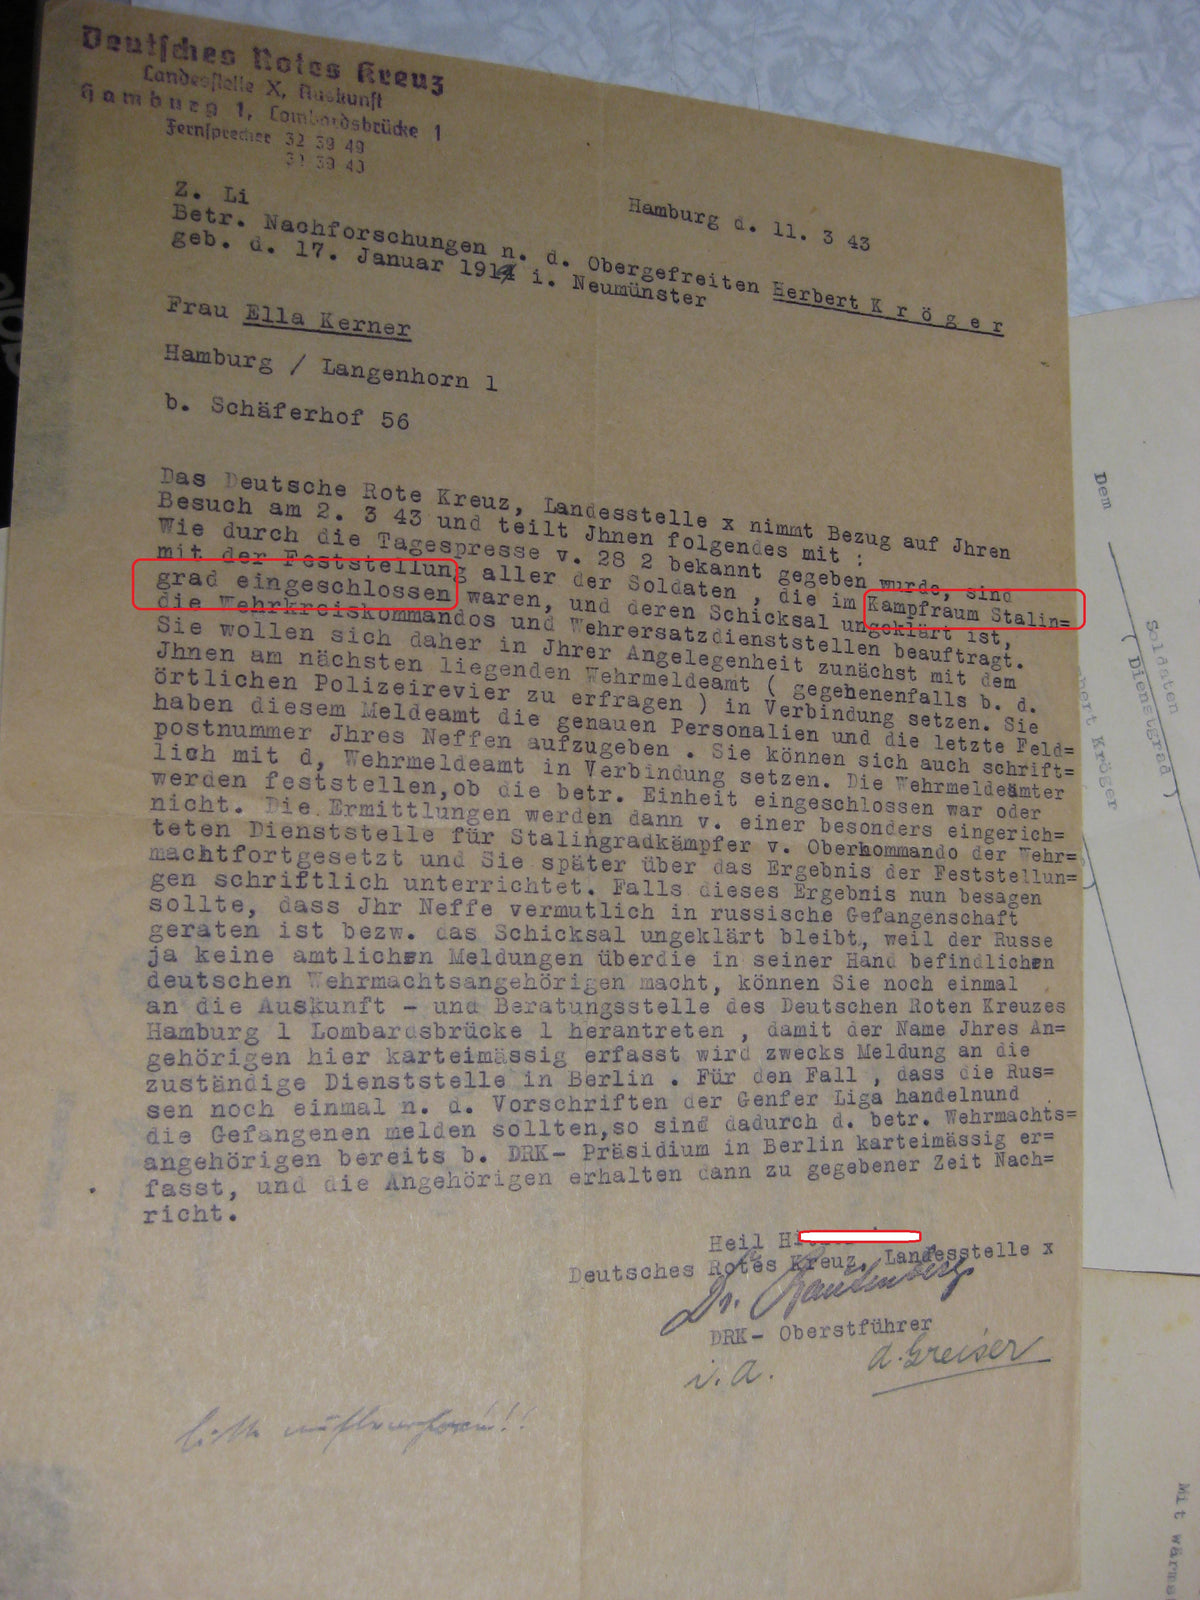 Deutsches Rotes Kreuz
Landesstelle X, Auskunft
Hamburg 1, Lombardsbrücke 1
Fernsprecher 32 39 49
32 39 49
Z. Li
Hamburg d. 11. 3 43
Betr. Nachforschungen n. d. Obergefreiten Herbert K r ö g e r
geb. d. 17. Januar 1914 i. Neumünster
Frau Ella Kerner
Hamburg / Langenhorn 1
b. Schäferhof 56
Das Deutsche Rote Kreuz, Landesstelle x nimmt Bezug auf Jhren
Besuch am 2. 3 43 und teilt Jhnen folgendes mit :
Wie durch die Tagespresse v. 28 2 bekannt gegeben wurde, sind
mit der Feststellung aller der Soldaten , die im Kampfraum Stalin=
grad eingeschlossen waren, und deren Schicksal ungeklärt ist,
die Wehrkreiskommandos und Wehrersatzdienststellen beauftragt.
Sie wollen sich daher in Jhrer Angelegenheit zunächst mit dem
Jhnen am nächsten liegenden Wehrmeldeamt ( gegebenenfalls b. d.
örtlichen Polizeirevier zu erfragen ) in Verbindung setzen. Sie
haben diesem Meldeamt die genauen Personalien und die letzte Feld=
postnummer Jhres Neffen aufzugeben . Sie können sich auch schrift=
lich mit d, Wehrmeldeamt in Verbindung setzen. Die Wehrmeldeämter
werden feststellen,ob die betr. Einheit eingeschlossen war oder
nicht. Die Ermittlungen werden dann v. einer besonders eingerich=
teten Dienststelle für Stalingradkämpfer v. Oberkommando der Wehr=
machtfortgesetzt und Sie später über das Ergebnis der Feststellun=
gen schriftlich unterrichtet. Falls dieses Ergebnis nun besagen
sollte, dass Jhr Neffe vermutlich in russische Gefangenschaft
geraten ist bezw. das Schicksal ungeklärt bleibt, weil der Russe
ja keine amtlichen Meldungen überdie in seiner Hand befindlichen
deutschen Wehrmachtsangehörigen macht, können Sie noch einmal
an die Auskunft - und Beratungsstelle des Deutschen Roten Kreuzes
Hamburg 1 Lombardsbrücke 1 herantreten , damit der Name Jhres An=
gehörigen hier karteimässig erfasst wird zwecks Meldung an die
zuständige Dienststelle in Berlin . Für den Fall , dass die Rus=
sen noch einmal n. d. Vorschriften der Genfer Liga handelnund
die Gefangenen melden sollten,so sind dadurch d. betr. Wehrmachts=
angehörigen bereits b. DRK- Präsidium in Berlin karteimässig er=
fasst, und die Angehörigen erhalten dann zu gegebener Zeit Nach=
richt.
Heil
Deutsches Rotes Kreuz, Landesstelle x
Dr.
DRK- Oberstführer
i.A. A. Greiser
Dem
Soldaten
( Dienstgrad )
Kröger
Mit